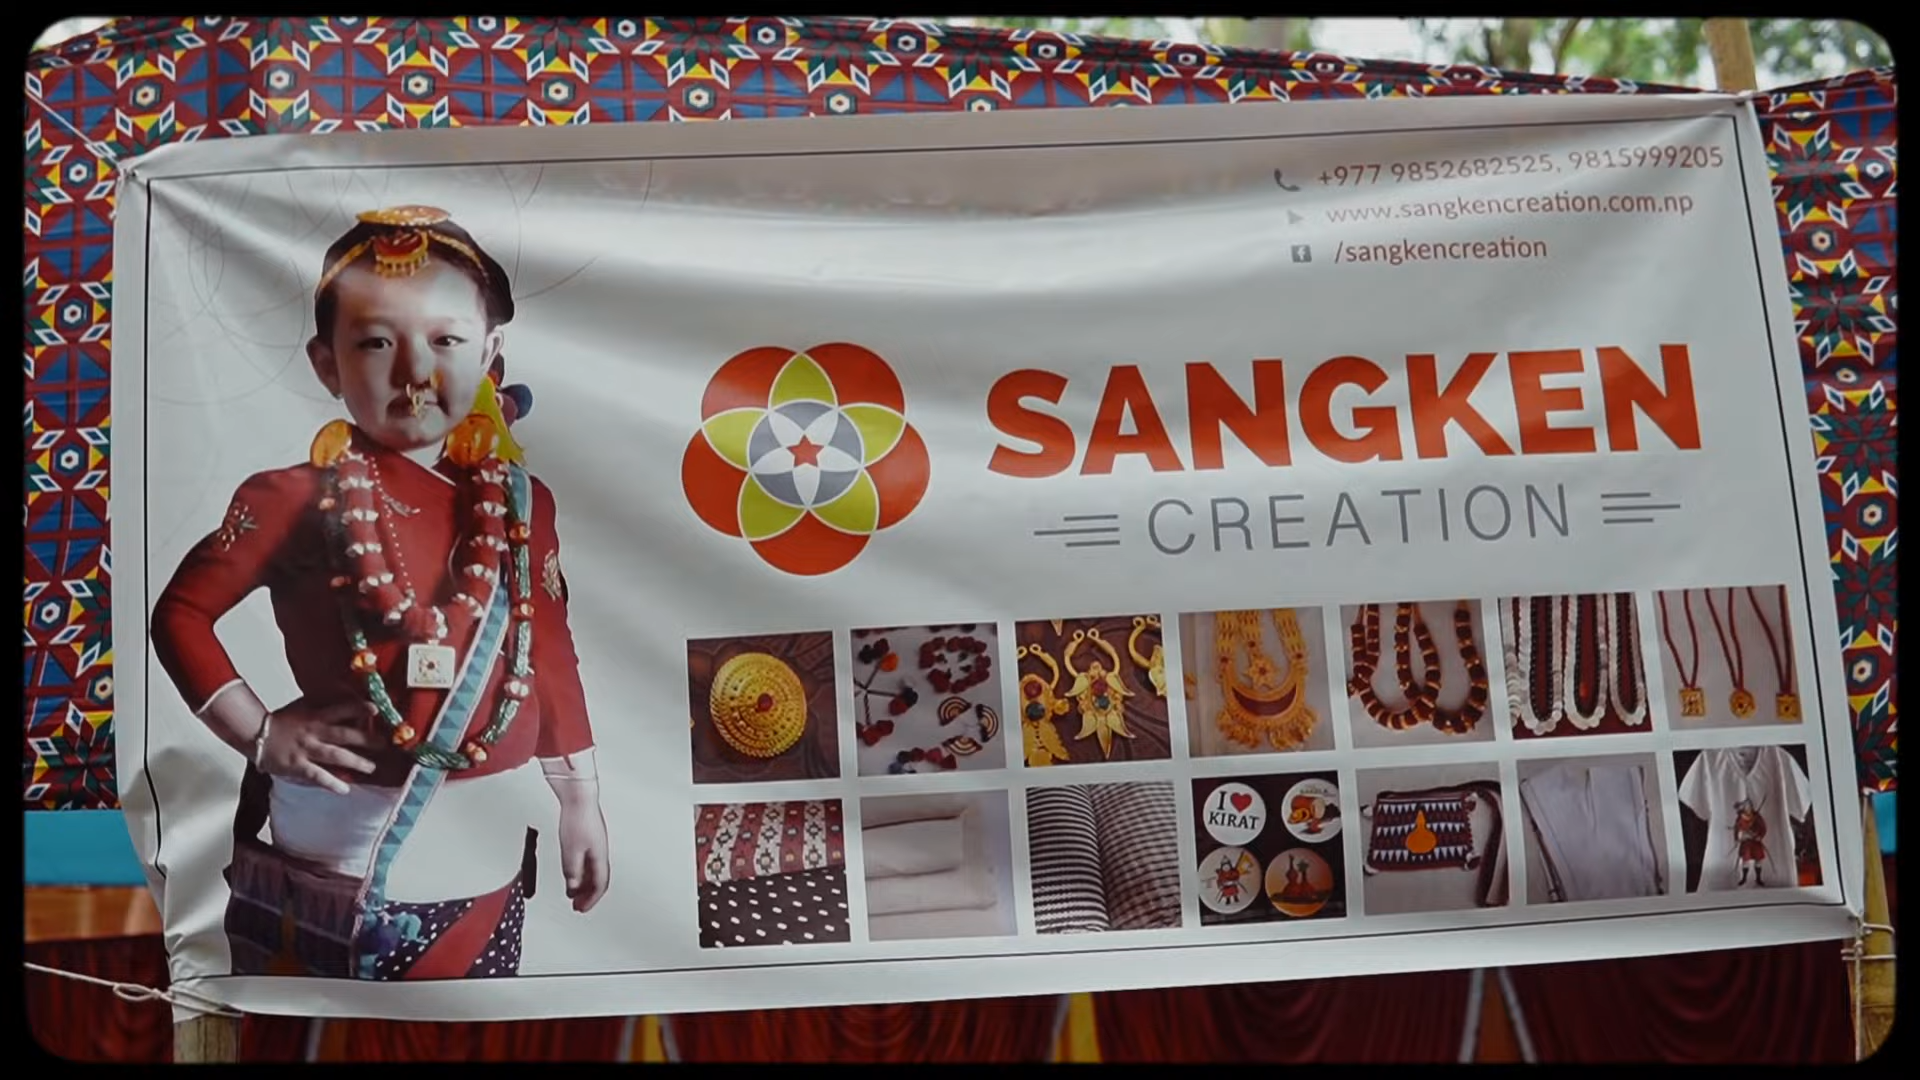 +977 9852682525, 9815999205
www.sangkencreation.com.np
/sangkencreation
SANGKEN
CREATION
I ❤ KIRAT